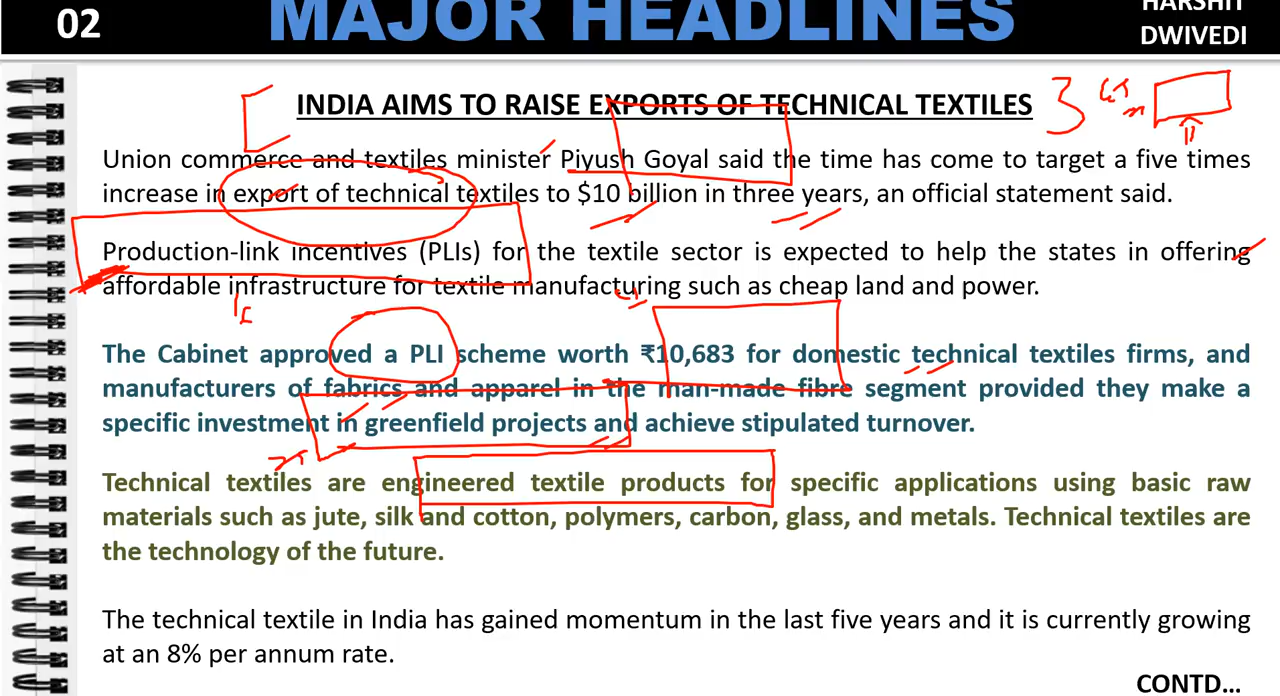 02
MAJOR HEADLINES
HARSHIT
DWIVEDI
INDIA AIMS TO RAISE EXPORTS OF TECHNICAL TEXTILES
Union commerce and textiles minister Piyush Goyal said the time has come to target a five times
increase in export of technical textiles to $10 billion in three years, an official statement said.
Production-link incentives (PLIs) for the textile sector is expected to help the states in offering
affordable infrastructure for textile manufacturing such as cheap land and power.
The Cabinet approved a PLI scheme worth ₹10,683 for domestic technical textiles firms, and
manufacturers of fabrics and apparel in the man-made fibre segment provided they make a
specific investment in greenfield projects and achieve stipulated turnover.
Technical textiles are engineered textile products for specific applications using basic raw
materials such as jute, silk and cotton, polymers, carbon, glass, and metals. Technical textiles are
the technology of the future.
The technical textile in India has gained momentum in the last five years and it is currently growing
at an 8% per annum rate.
CONTD…